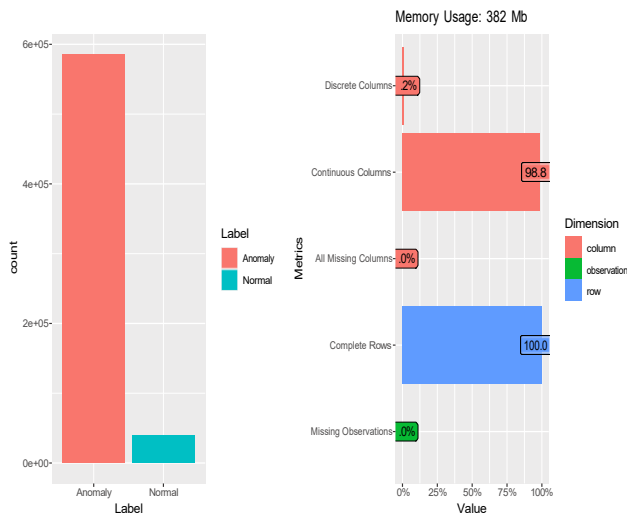 6e+05
4e+05
2e+05
0e+00
count
Anomaly
Normal
Label
Label
Anomaly
Normal
Memory Usage: 382 Mb
Metrics
Discrete Columns
.2%
Continuous Columns
98.8
All Missing Columns
.0%
Complete Rows
100.0
Missing Observations
.0%
0%
25%
50%
75%
100%
Value
Dimension
column
observation
row